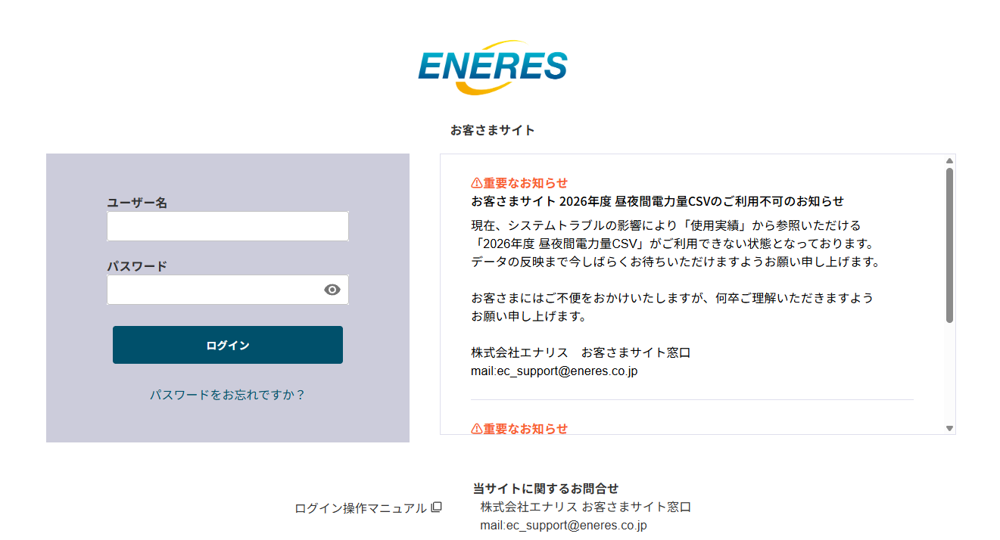 ENERES
お客さまサイト
ユーザー名
パスワード
ログイン
パスワードをお忘れですか？
⚠重要なお知らせ
お客さまサイト 2026年度 昼夜間電力量CSVのご利用不可のお知らせ
現在、システムトラブルの影響により「使用実績」から参照いただける
「2026年度 昼夜間電力量CSV」がご利用できない状態となっております。
データの反映まで今しばらくお待ちいただけますようお願い申し上げます。
お客さまにはご不便をおかけいたしますが、何卒ご理解いただきますよう
お願い申し上げます。
株式会社エナリス　お客さまサイト窓口
mail:ec_support@eneres.co.jp
⚠重要なお知らせ
ログイン操作マニュアル
当サイトに関するお問合せ
株式会社エナリス お客さまサイト窓口
mail:ec_support@eneres.co.jp